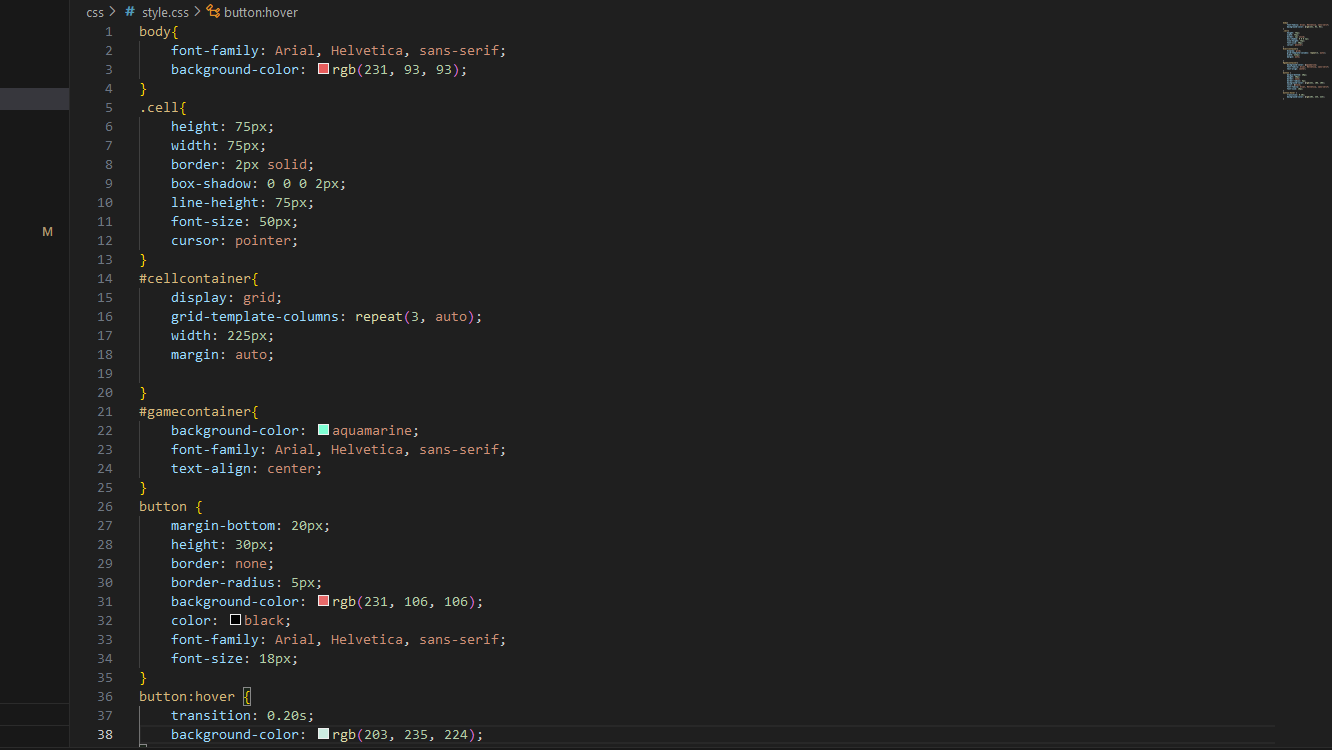 css > # style.css > button:hover
1 body{
2 font-family: Arial, Helvetica, sans-serif;
3 background-color: rgb(231, 93, 93);
4 }
5 .cell{
6 height: 75px;
7 width: 75px;
8 border: 2px solid;
9 box-shadow: 0 0 0 2px;
10 line-height: 75px;
11 font-size: 50px;
12 cursor: pointer;
13 }
14 #cellcontainer{
15 display: grid;
16 grid-template-columns: repeat(3, auto);
17 width: 225px;
18 margin: auto;
19
20 }
21 #gamecontainer{
22 background-color: aquamarine;
23 font-family: Arial, Helvetica, sans-serif;
24 text-align: center;
25 }
26 button {
27 margin-bottom: 20px;
28 height: 30px;
29 border: none;
30 border-radius: 5px;
31 background-color: rgb(231, 106, 106);
32 color: black;
33 font-family: Arial, Helvetica, sans-serif;
34 font-size: 18px;
35 }
36 button:hover {
37 transition: 0.20s;
38 background-color: rgb(203, 235, 224);
M